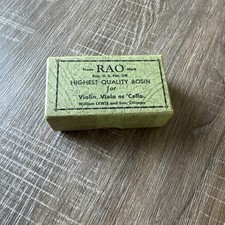 Trade RAO Mark
Reg. U. S. Pat. Off.
HIGHEST QUALITY ROSIN
for
Violin, Viola or 'Cello,
William LEWIS and Son, Chicago